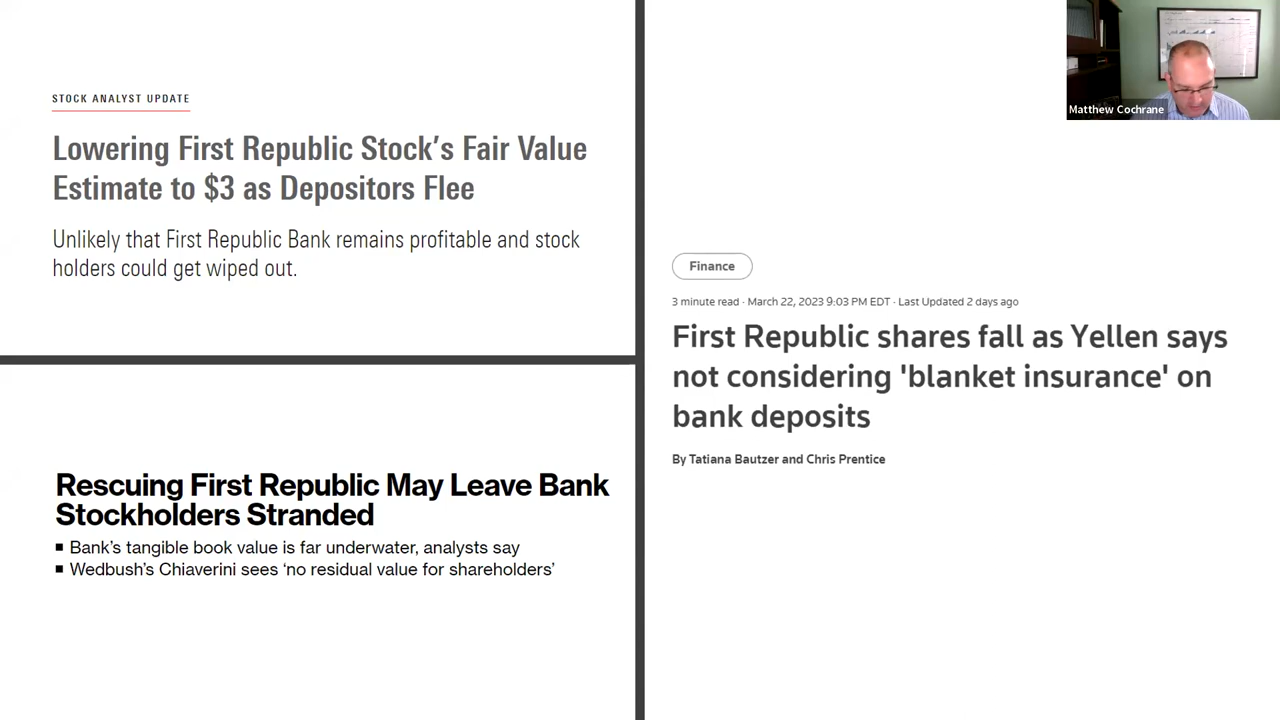 STOCK ANALYST UPDATE
Lowering First Republic Stock’s Fair Value
Estimate to $3 as Depositors Flee
Unlikely that First Republic Bank remains profitable and stock
holders could get wiped out.
Rescuing First Republic May Leave Bank
Stockholders Stranded
■ Bank’s tangible book value is far underwater, analysts say
■ Wedbush’s Chiaverini sees ‘no residual value for shareholders’
Finance
3 minute read · March 22, 2023 9:03 PM EDT · Last Updated 2 days ago
First Republic shares fall as Yellen says
not considering 'blanket insurance' on
bank deposits
By Tatiana Bautzer and Chris Prentice
Matthew Cochrane